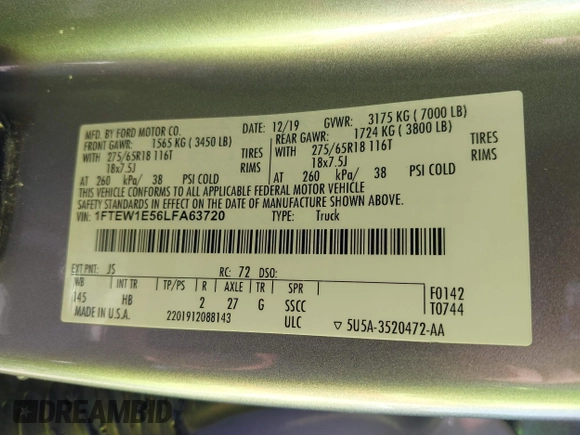 MFD. BY FORD MOTOR CO. 12/19 GVWR: 3175 KG ( 7000 LB)
FRONT GAWR: 1565 KG ( 3450 LB) REAR GAWR: 1724 KG ( 3800 LB)
WITH 275/65R18 116T TIRES 275/65R18 116T TIRES
18x7.5J RIMS 18x7.5J RIMS
AT 260 kPa/ 38 PSI COLD AT 260 kPa/ 38 PSI COLD
THIS VEHICLE CONFORMS TO ALL APPLICABLE FEDERAL MOTOR VEHICLE
SAFETY STANDARDS IN EFFECT ON THE DATE OF MANUFACTURE SHOWN ABOVE.
VIN: 1FTEW1E56LFA63720 TYPE: Truck
EXT PNT: JS RC: 72 DSO:
WB INT TR TP/PS R AXLE TR SPR F0142
145 HB 2 27 G SSCC T0744
MADE IN U.S.A. 2201912088143 ULC ▽ 5U5A-3520472-AA
DREAMBID